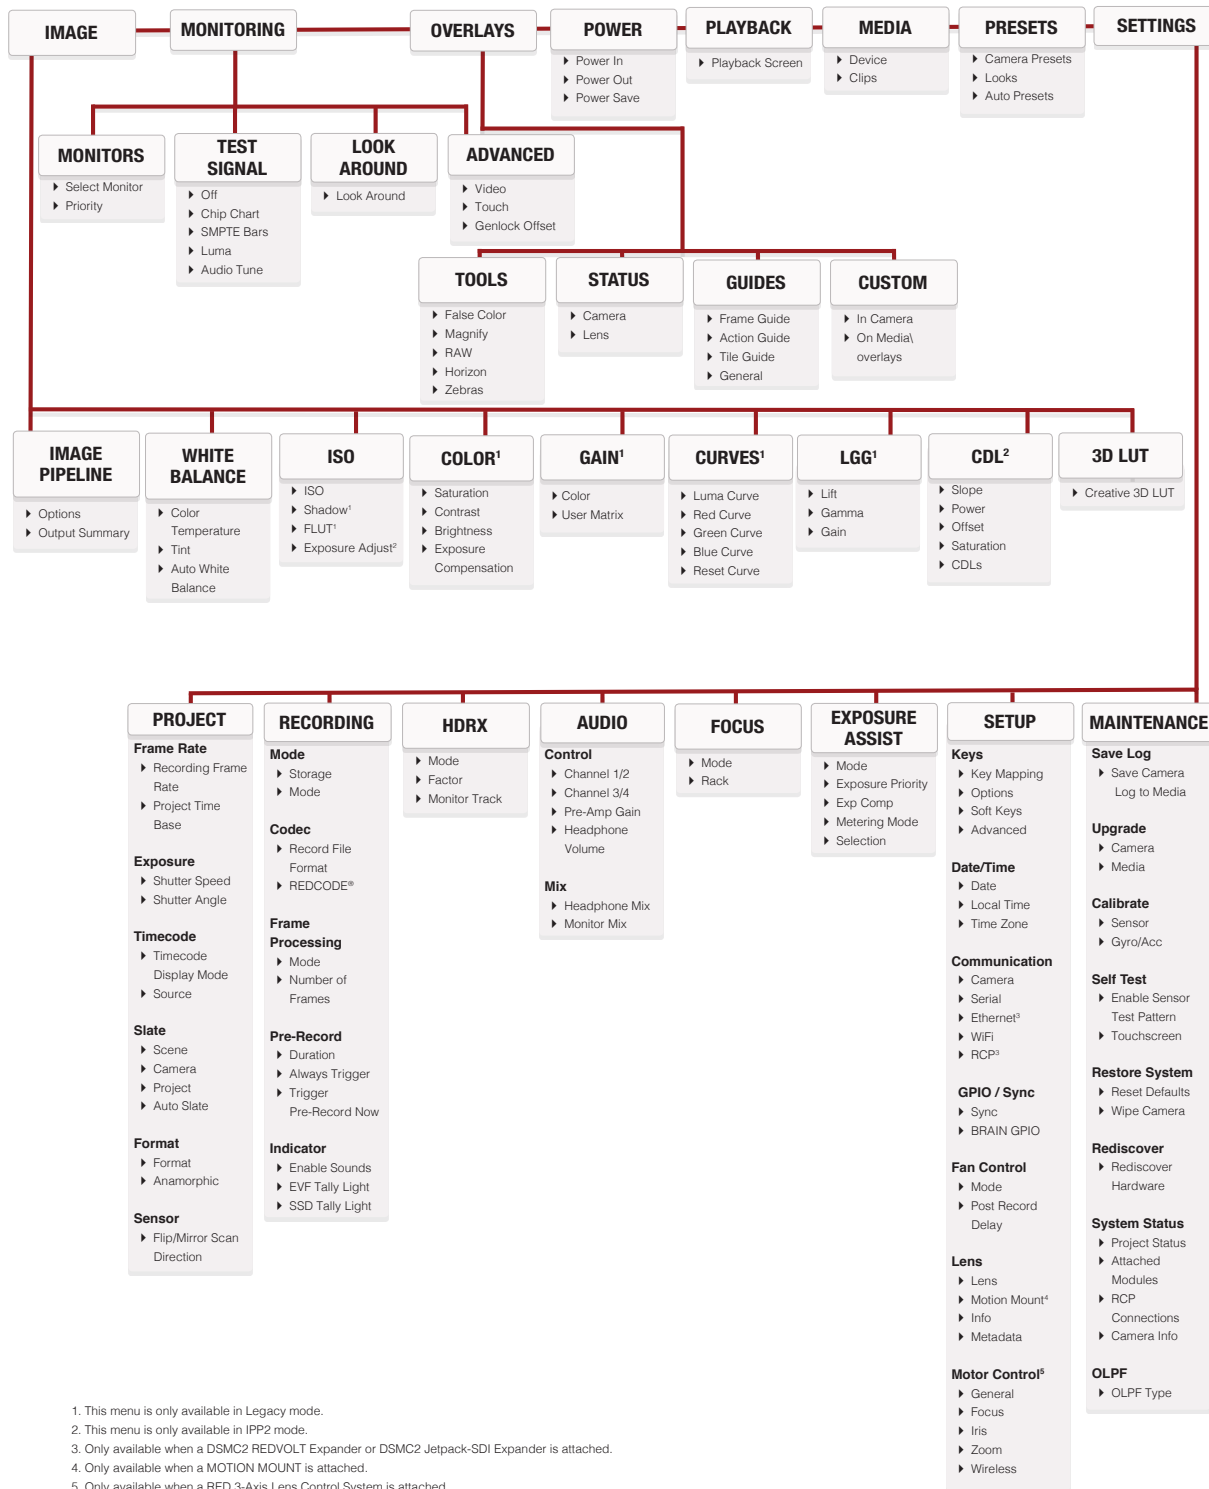 IMAGE
MONITORING
OVERLAYS
POWER
Power In
Power Out
Power Save
PLAYBACK
Playback Screen
MEDIA
Device
Clips
PRESETS
Camera Presets
Looks
Auto Presets
SETTINGS
MONITORS
Select Monitor
Priority
TEST
SIGNAL
Off
Chip Chart
SMPTE Bars
Luma
Audio Tune
LOOK
AROUND
Look Around
ADVANCED
Video
Touch
Genlock Offset
TOOLS
False Color
Magnify
RAW
Horizon
Zebras
STATUS
Camera
Lens
GUIDES
Frame Guide
Action Guide
Tile Guide
General
CUSTOM
In Camera
On Media\
overlays
IMAGE
PIPELINE
Options
Output Summary
WHITE
BALANCE
Color
Temperature
Tint
Auto White
Balance
ISO
ISO
Shadow¹
FLUT¹
Exposure Adjust²
COLOR¹
Saturation
Contrast
Brightness
Exposure
Compensation
GAIN¹
Color
User Matrix
CURVES¹
Luma Curve
Red Curve
Green Curve
Blue Curve
Reset Curve
LGG¹
Lift
Gamma
Gain
CDL²
Slope
Power
Offset
Saturation
CDLs
3D LUT
Creative 3D LUT
PROJECT
Frame Rate
Recording Frame
Rate
Project Time
Base
Exposure
Shutter Speed
Shutter Angle
Timecode
Timecode
Display Mode
Source
Slate
Scene
Camera
Project
Auto Slate
Format
Format
Anamorphic
Sensor
Flip/Mirror Scan
Direction
RECORDING
Mode
Storage
Mode
Codec
Record File
Format
REDCODE®
Frame
Processing
Mode
Number of
Frames
Pre-Record
Duration
Always Trigger
Trigger
Pre-Record Now
Indicator
Enable Sounds
EVF Tally Light
SSD Tally Light
HDRX
Mode
Factor
Monitor Track
AUDIO
Control
Channel 1/2
Channel 3/4
Pre-Amp Gain
Headphone
Volume
Mix
Headphone Mix
Monitor Mix
FOCUS
Mode
Rack
EXPOSURE
ASSIST
Mode
Exposure Priority
Exp Comp
Metering Mode
Selection
SETUP
Keys
Key Mapping
Options
Soft Keys
Advanced
Date/Time
Date
Local Time
Time Zone
Communication
Camera
Serial
Ethernet³
WiFi
RCP³
GPIO / Sync
Sync
BRAIN GPIO
Fan Control
Mode
Post Record
Delay
Lens
Lens
Motion Mount⁴
Info
Metadata
Motor Control⁵
General
Focus
Iris
Zoom
Wireless
MAINTENANCE
Save Log
Save Camera
Log to Media
Upgrade
Camera
Media
Calibrate
Sensor
Gyro/Acc
Self Test
Enable Sensor
Test Pattern
Touchscreen
Restore System
Reset Defaults
Wipe Camera
Rediscover
Rediscover
Hardware
System Status
Project Status
Attached
Modules
RCP
Connections
Camera Info
OLPF
OLPF Type
1. This menu is only available in Legacy mode.
2. This menu is only available in IPP2 mode.
3. Only available when a DSMC2 REDVOLT Expander or DSMC2 Jetpack-SDI Expander is attached.
4. Only available when a MOTION MOUNT is attached.
5. Only available when a RED 3-Axis Lens Control System is attached.